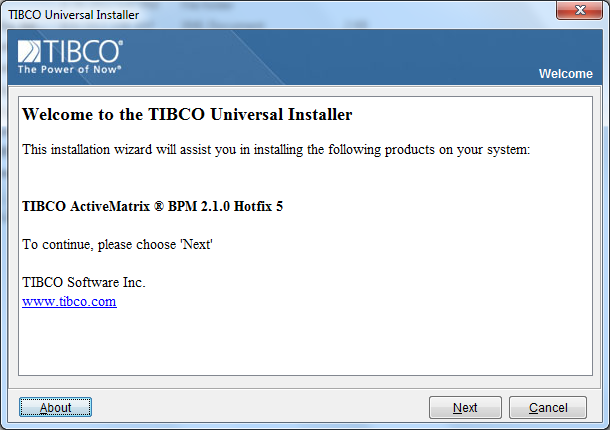 TIBCO Universal Installer
TIBCO®
The Power of Now®
Welcome
Welcome to the TIBCO Universal Installer
This installation wizard will assist you in installing the following products on your system:
TIBCO ActiveMatrix ® BPM 2.1.0 Hotfix 5
To continue, please choose 'Next'
TIBCO Software Inc.
www.tibco.com
About
Next
Cancel